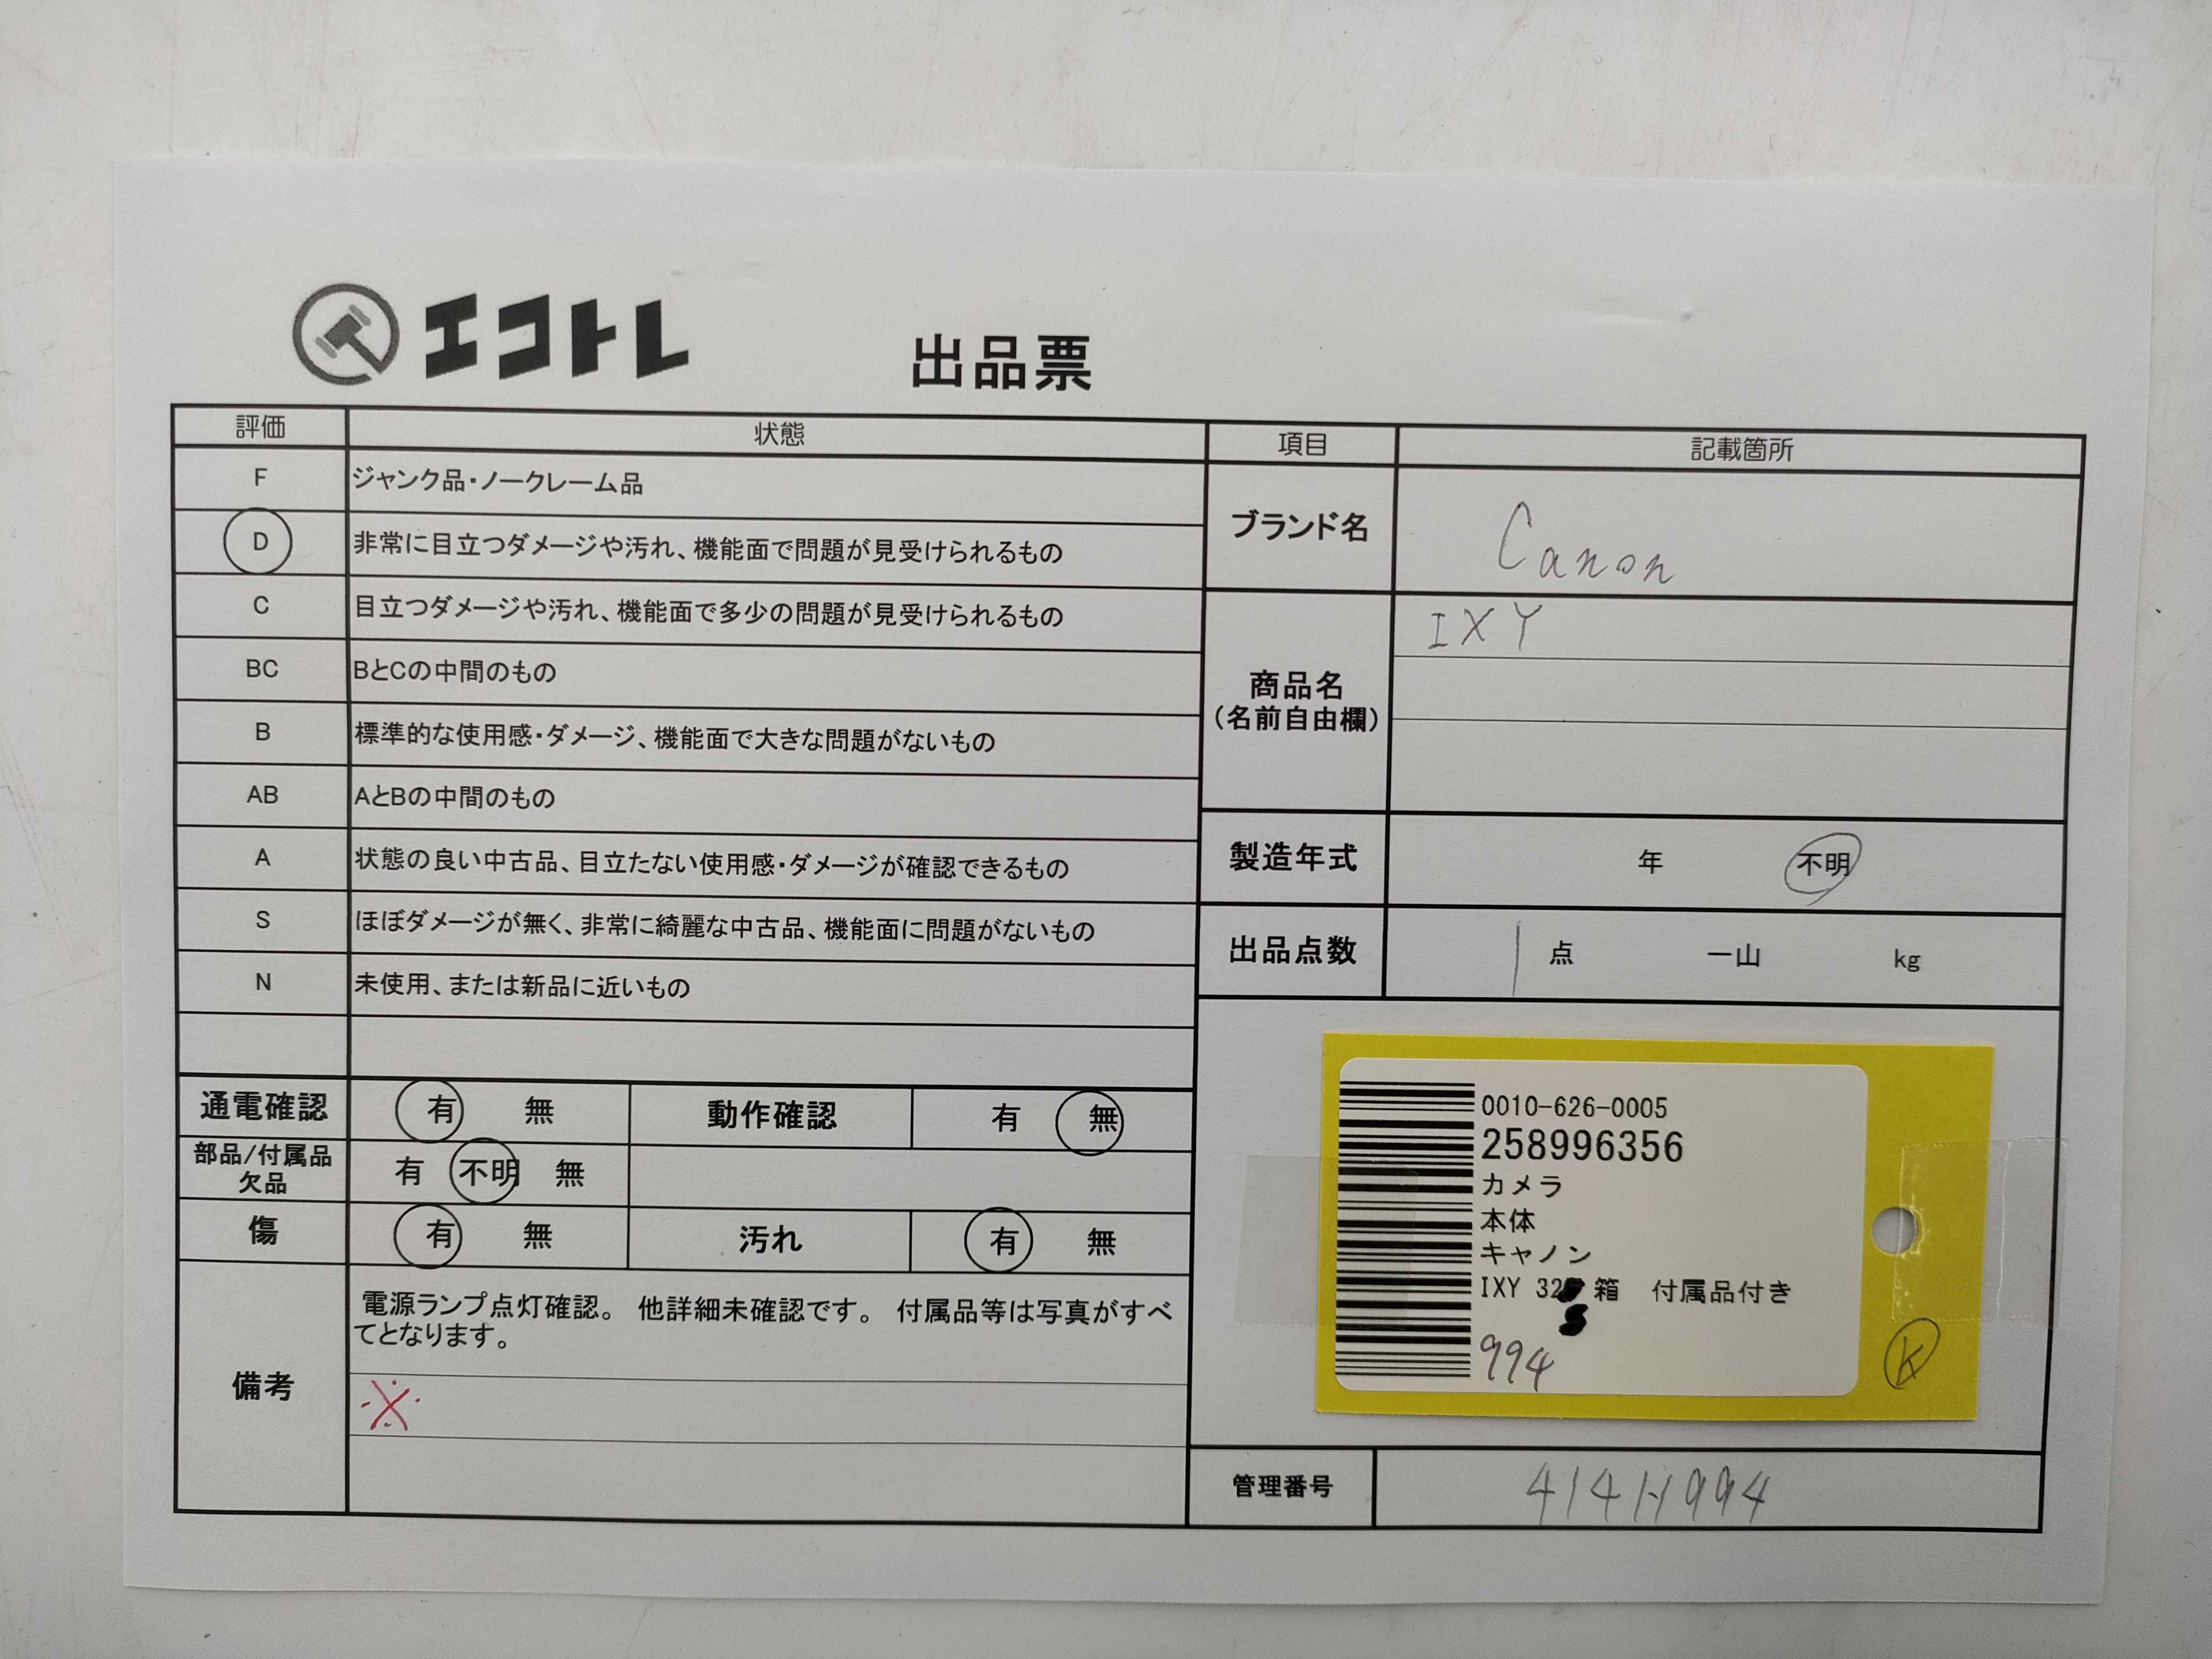 エコトレ
出品票
評価 状態
F ジャンク品・ノークレーム品
D 非常に目立つダメージや汚れ、機能面で問題が見受けられるもの
C 目立つダメージや汚れ、機能面で多少の問題が見受けられるもの
BC BとCの中間のもの
B 標準的な使用感・ダメージ、機能面で大きな問題がないもの
AB AとBの中間のもの
A 状態の良い中古品、目立たない使用感・ダメージが確認できるもの
S ほぼダメージが無く、非常に綺麗な中古品、機能面に問題がないもの
N 未使用、または新品に近いもの
通電確認 有 無 動作確認 有 無
部品/付属品
欠品 有 不明 無
傷 有 無 汚れ 有 無
備考
電源ランプ点灯確認。 他詳細未確認です。 付属品等は写真がすべ
てとなります。
※
項目 記載箇所
ブランド名 Canon
商品名
(名前自由欄)
IXY
製造年式 年 不明
出品点数 1 点 一山 kg
0010-626-0005
258996356
カメラ
本体
キャノン
IXY 32 箱 付属品付き
S
994
K
管理番号 414H994